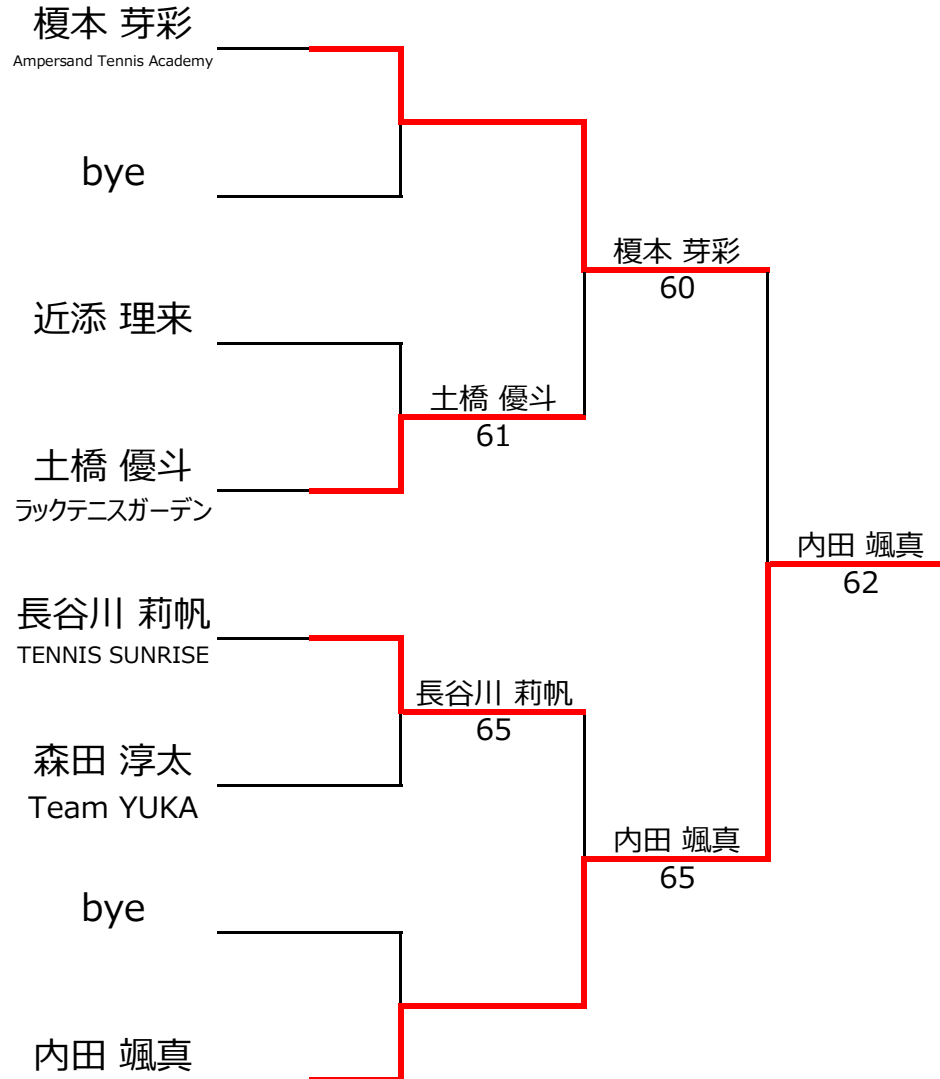 榎本 芽彩
Ampersand Tennis Academy
bye
榎本 芽彩
60
近添 理来
土橋 優斗
61
土橋 優斗
ラックテニスガーデン
内田 颯真
62
長谷川 莉帆
TENNIS SUNRISE
長谷川 莉帆
65
森田 淳太
Team YUKA
内田 颯真
65
bye
内田 颯真